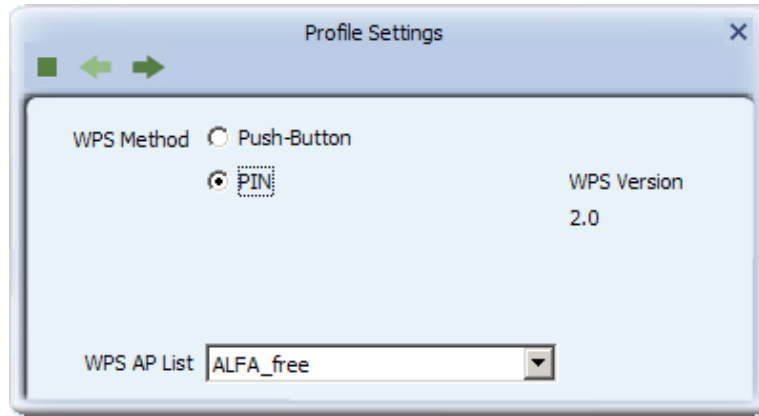 Profile Settings
WPS Method Push-Button
PIN WPS Version
2.0
WPS AP List ALFA_free